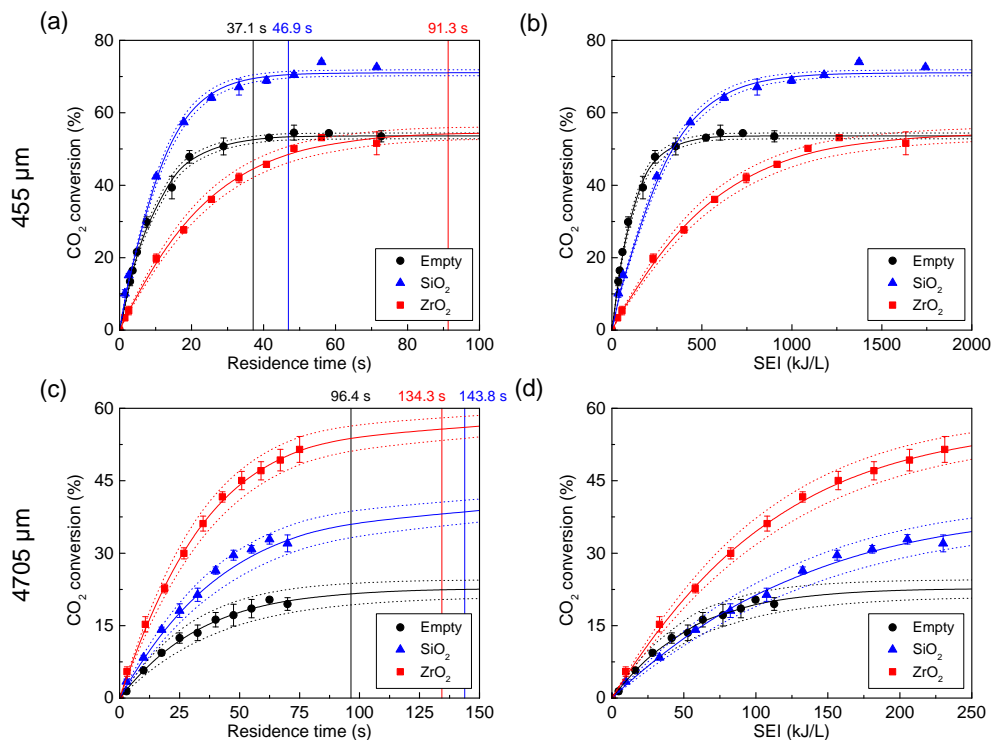 (a)
37.1 s
46.9 s
91.3 s
(b)
80
60
40
20
0
CO₂ conversion (%)
455 µm
Empty
SiO₂
ZrO₂
0 20 40 60 80 100
Residence time (s)
80
60
40
20
0
CO₂ conversion (%)
Empty
SiO₂
ZrO₂
0 500 1000 1500 2000
SEI (kJ/L)
(c)
96.4 s
134.3 s
143.8 s
(d)
60
45
30
15
0
CO₂ conversion (%)
4705 µm
Empty
SiO₂
ZrO₂
0 25 50 75 100 125 150
Residence time (s)
60
45
30
15
0
CO₂ conversion (%)
Empty
SiO₂
ZrO₂
0 50 100 150 200 250
SEI (kJ/L)